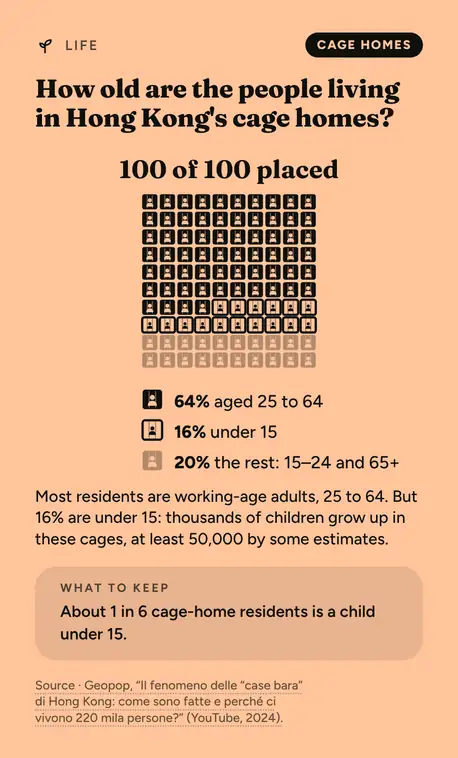 LIFE
CAGE HOMES
How old are the people living
in Hong Kong's cage homes?
100 of 100 placed
64% aged 25 to 64
16% under 15
20% the rest: 15–24 and 65+
Most residents are working-age adults, 25 to 64. But
16% are under 15: thousands of children grow up in
these cages, at least 50,000 by some estimates.
WHAT TO KEEP
About 1 in 6 cage-home residents is a child
under 15.
Source · Geopop, “Il fenomeno delle “case bara”
di Hong Kong: come sono fatte e perché ci
vivono 220 mila persone?” (YouTube, 2024).